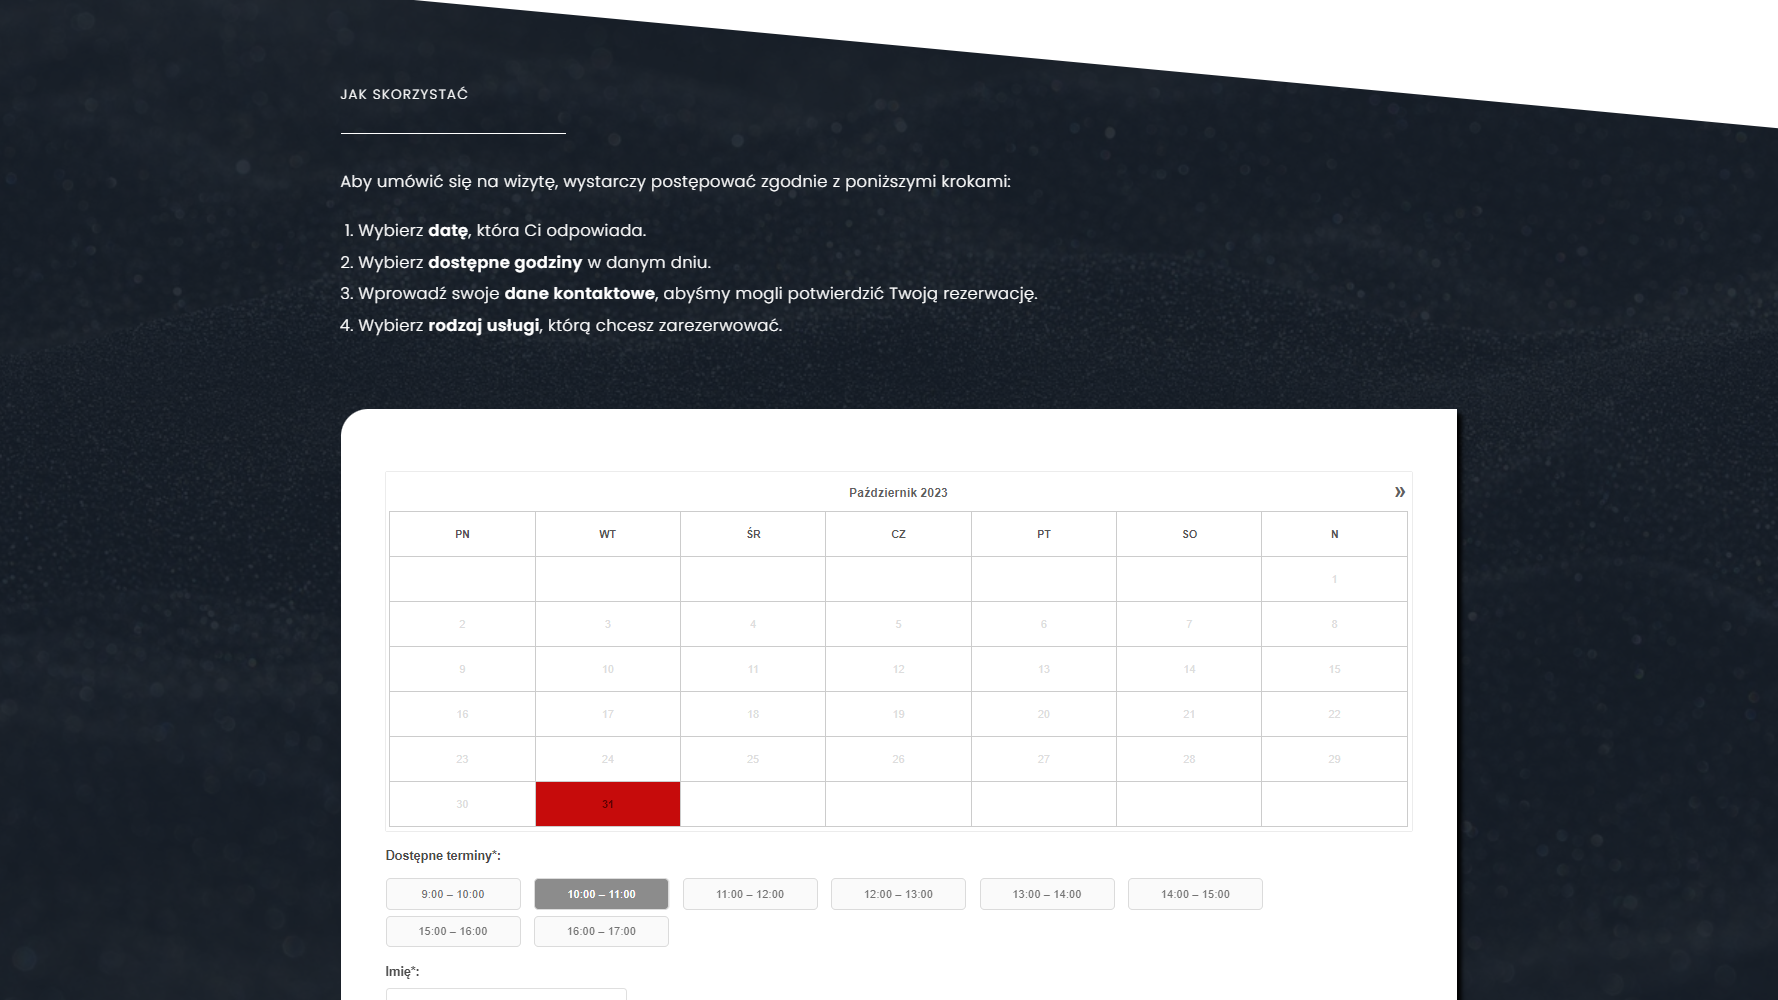 JAK SKORZYSTAĆ
Aby umówić się na wizytę, wystarczy postępować zgodnie z poniższymi krokami:
1. Wybierz datę, która Ci odpowiada.
2. Wybierz dostępne godziny w danym dniu.
3. Wprowadź swoje dane kontaktowe, abyśmy mogli potwierdzić Twoją rezerwację.
4. Wybierz rodzaj usługi, którą chcesz zarezerwować.
Październik 2023 »
PN WT ŚR CZ PT SO N
1
2 3 4 5 6 7 8
9 10 11 12 13 14 15
16 17 18 19 20 21 22
23 24 25 26 27 28 29
30 31
Dostępne terminy*:
9:00 – 10:00 10:00 – 11:00 11:00 – 12:00 12:00 – 13:00 13:00 – 14:00 14:00 – 15:00
15:00 – 16:00 16:00 – 17:00
Imię*: